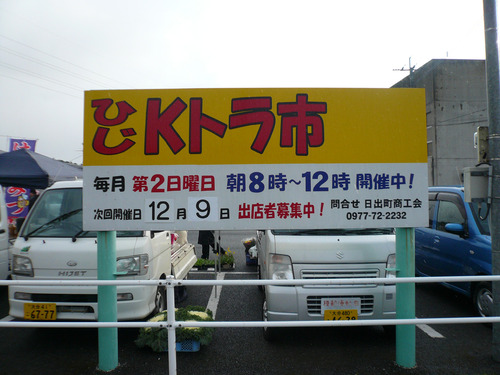 ひじKトラ市
毎月 第2日曜日 朝8時～12時 開催中!
次回開催日 12月 9日 出店者募集中! 問合せ 日出町商工会
0977-72-2232
HIJET
67-77